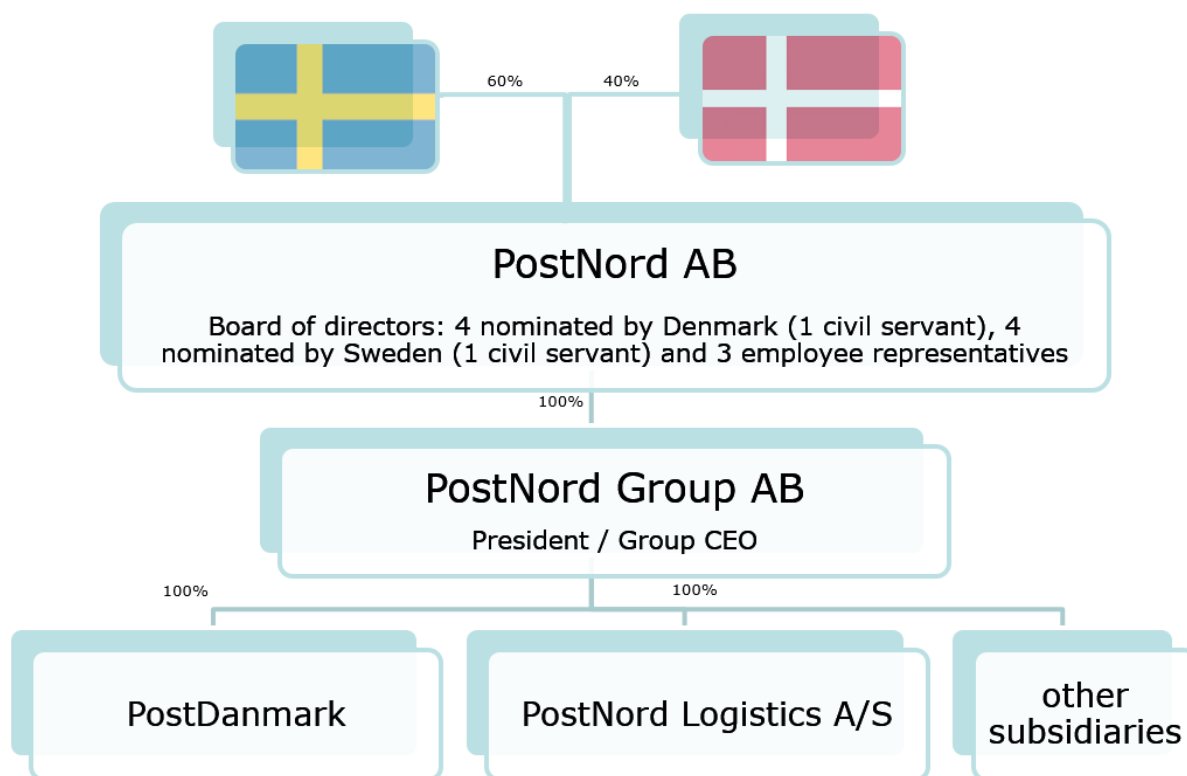 60%
40%
PostNord AB
Board of directors: 4 nominated by Denmark (1 civil servant), 4
nominated by Sweden (1 civil servant) and 3 employee representatives
100%
PostNord Group AB
President / Group CEO
100%
100%
PostDanmark
PostNord Logistics A/S
other
subsidiaries